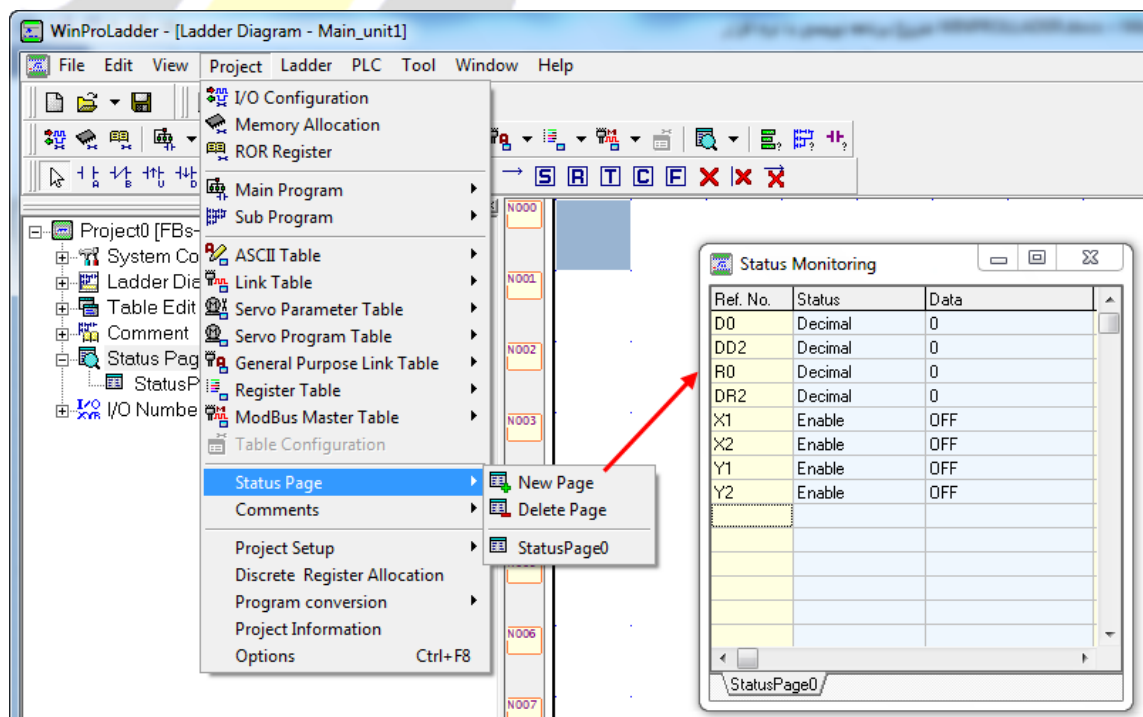 WinProLadder - [Ladder Diagram - Main_unit1]
File Edit View Project Ladder PLC Tool Window Help
I/O Configuration
Memory Allocation
ROR Register
Main Program
Sub Program
ASCII Table
Link Table
Servo Parameter Table
Servo Program Table
General Purpose Link Table
Register Table
ModBus Master Table
Table Configuration
Status Page
Comments
Project Setup
Discrete Register Allocation
Program conversion
Project Information
Options Ctrl+F8
New Page
Delete Page
StatusPage0
Project0 [FBs-
System Co
Ladder Die
Table Edit
Comment
Status Pag
StatusP
I/O Numbe
S R T C F
N000
N001
N002
N003
N006
N007
Status Monitoring
Ref. No. Status Data
D0 Decimal 0
DD2 Decimal 0
R0 Decimal 0
DR2 Decimal 0
X1 Enable OFF
X2 Enable OFF
Y1 Enable OFF
Y2 Enable OFF
StatusPage0